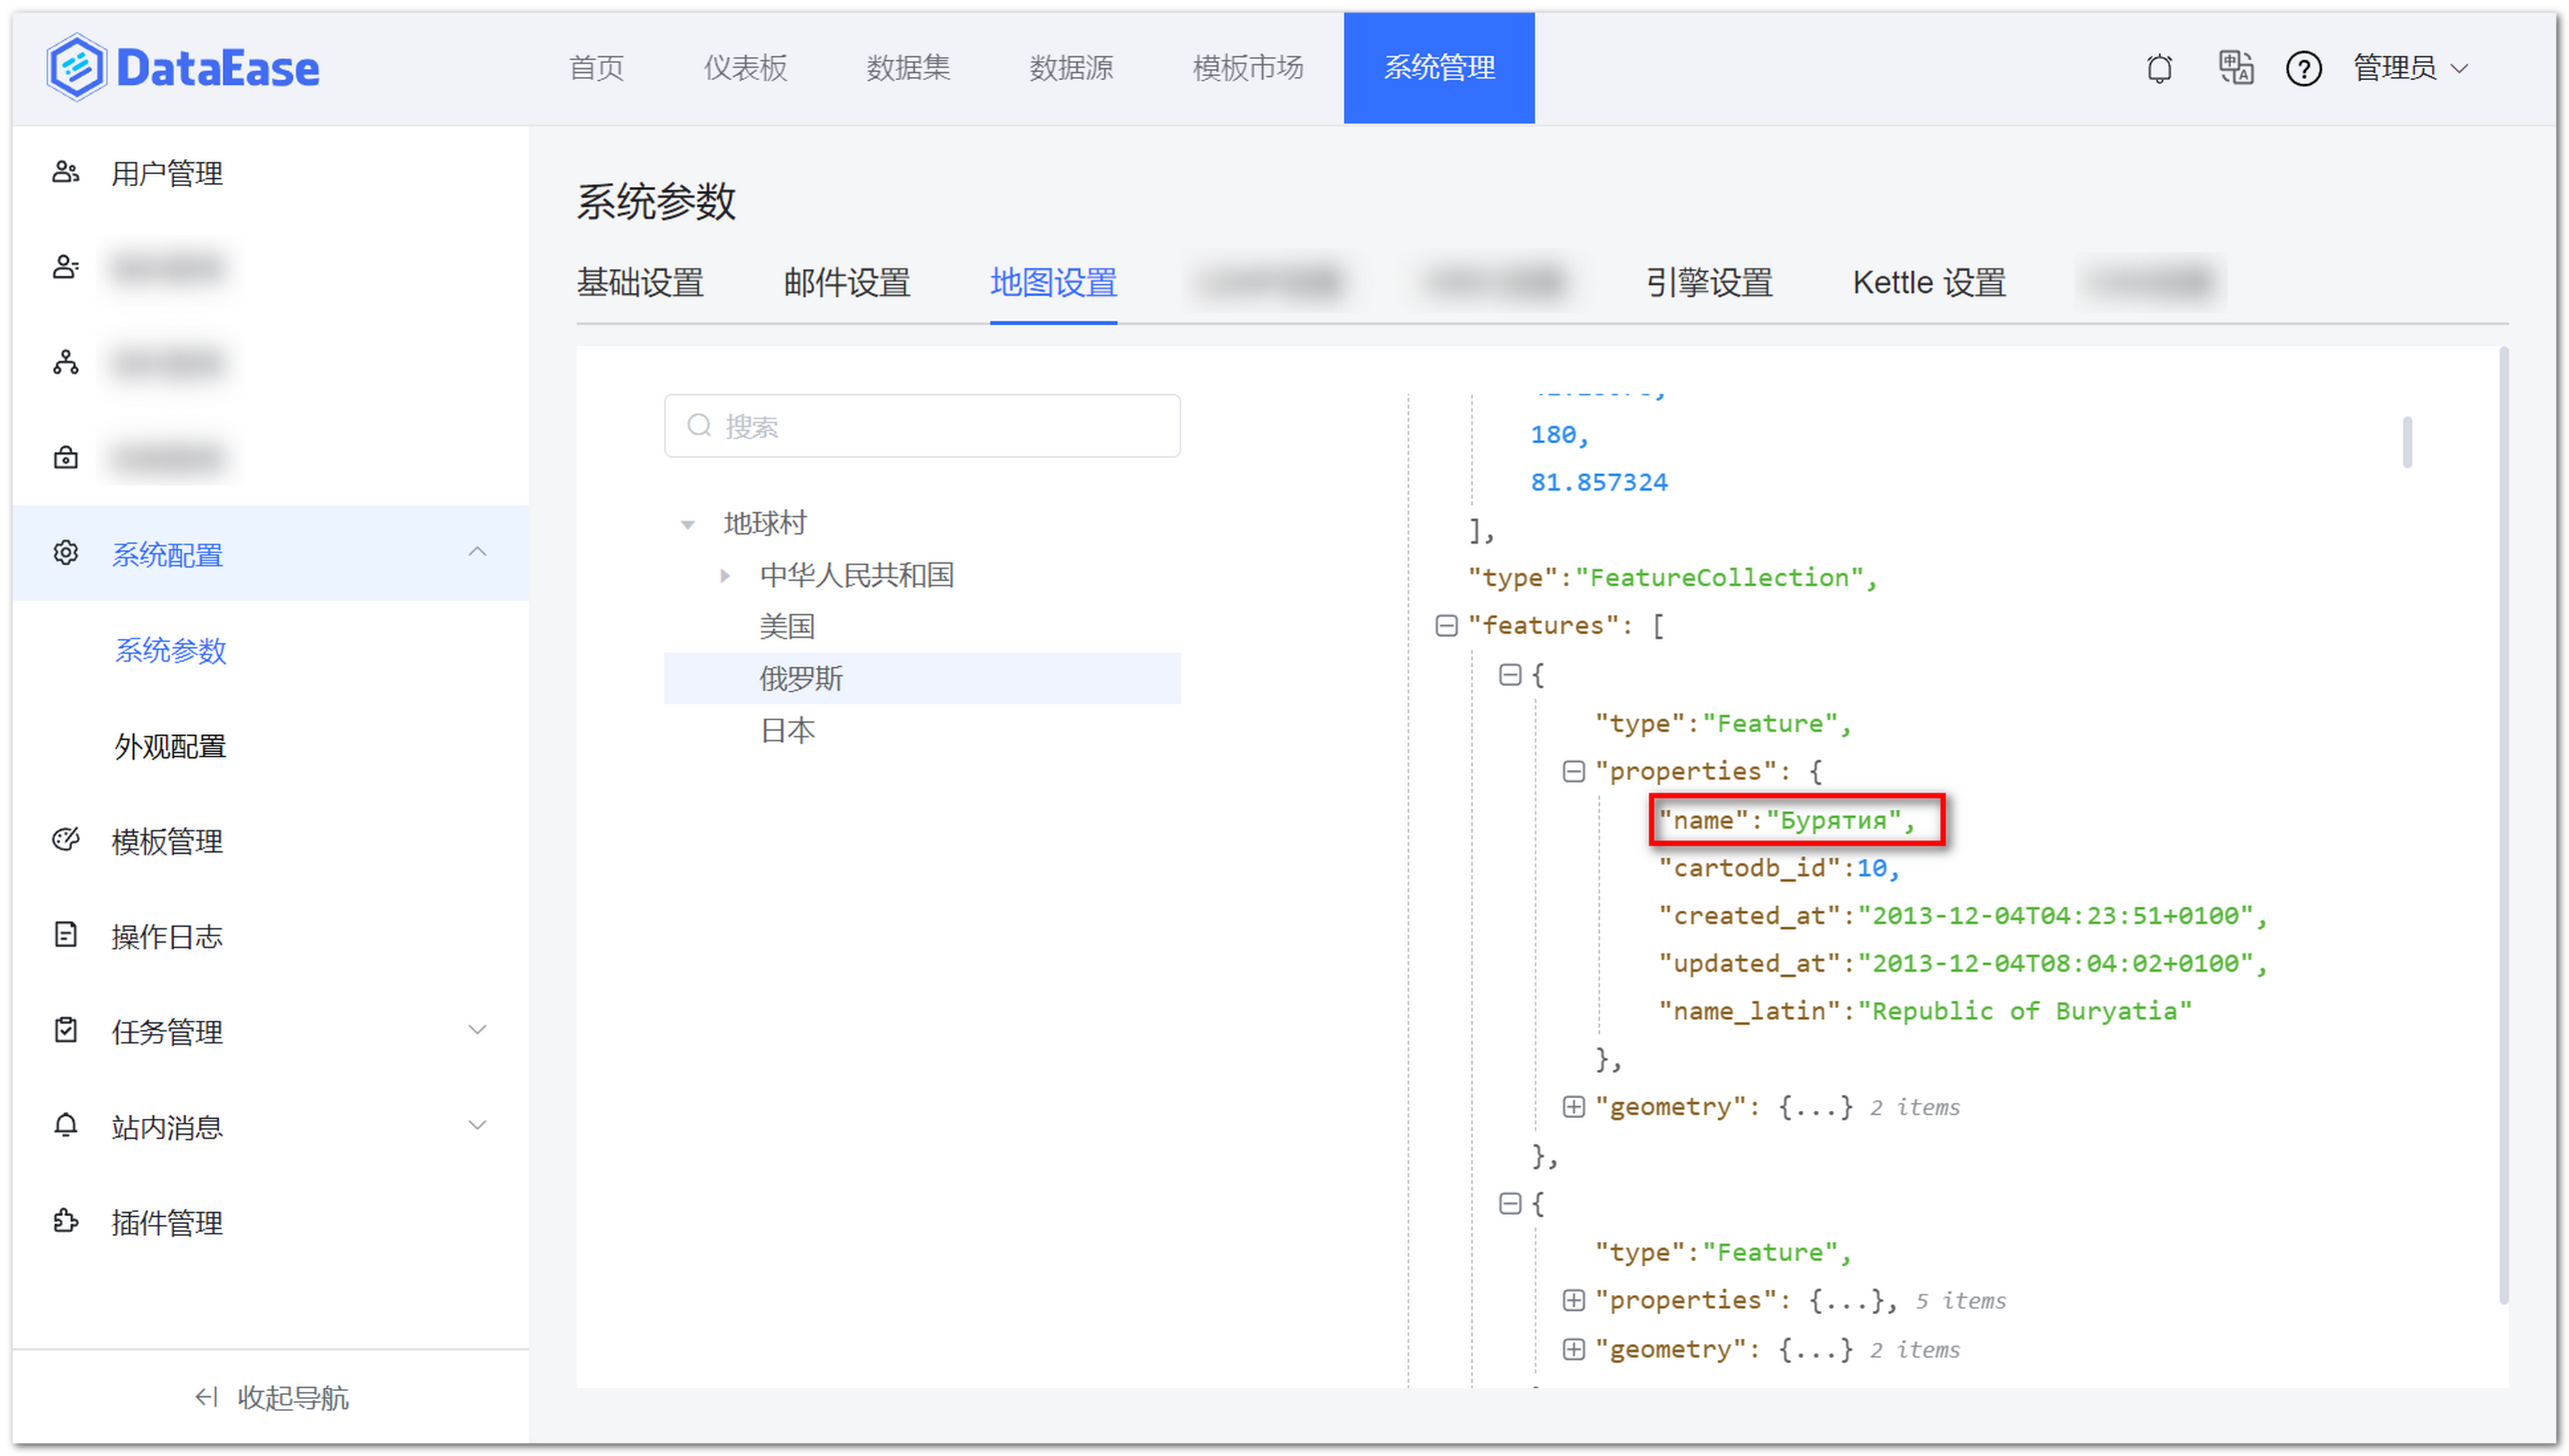 DataEase
首页 仪表板 数据集 数据源 模板市场 系统管理 管理员
用户管理
系统配置
系统参数
外观配置
模板管理
操作日志
任务管理
站内消息
插件管理
收起导航
系统参数
基础设置 邮件设置 地图设置 引擎设置 Kettle 设置
搜索
地球村
中华人民共和国
美国
俄罗斯
日本
180,
81.857324
],
"type":"FeatureCollection",
"features": [
{
"type":"Feature",
"properties": {
"name":"Бурятия",
"cartodb_id":10,
"created_at":"2013-12-04T04:23:51+0100",
"updated_at":"2013-12-04T08:04:02+0100",
"name_latin":"Republic of Buryatia"
},
"geometry": {...} 2 items
},
{
"type":"Feature",
"properties": {...}, 5 items
"geometry": {...} 2 items